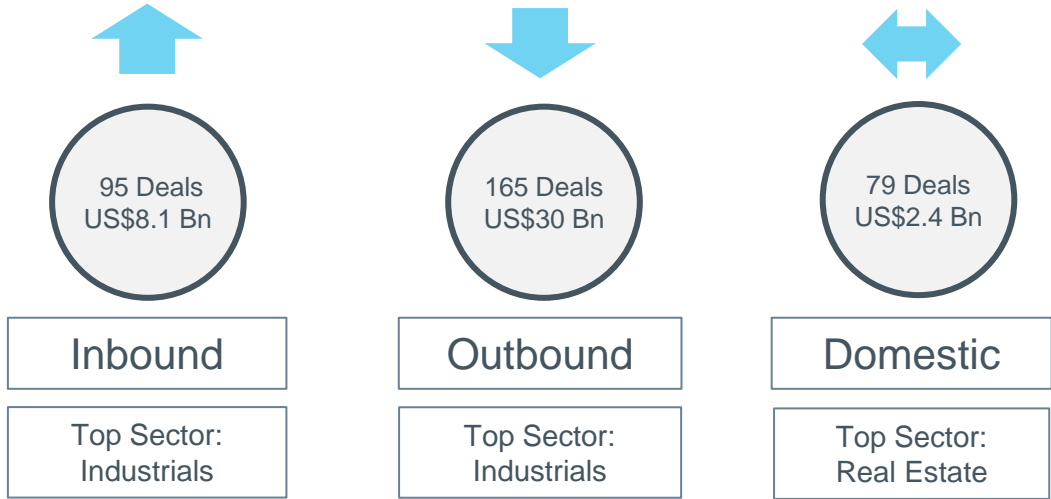 95 Deals
US$8.1 Bn
Inbound
Top Sector:
Industrials
165 Deals
US$30 Bn
Outbound
Top Sector:
Industrials
79 Deals
US$2.4 Bn
Domestic
Top Sector:
Real Estate